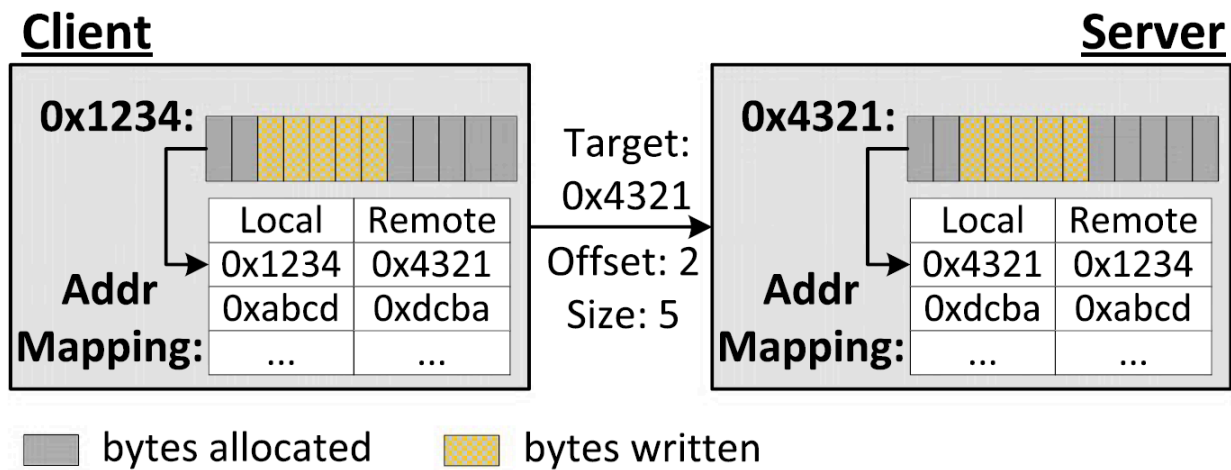 Client
Server
0x1234:
Local Remote
0x1234 0x4321
0xabcd 0xdcba
... ...
Addr
Mapping:
Target:
0x4321
Offset: 2
Size: 5
0x4321:
Local Remote
0x4321 0x1234
0xdcba 0xabcd
... ...
Addr
Mapping:
bytes allocated
bytes written